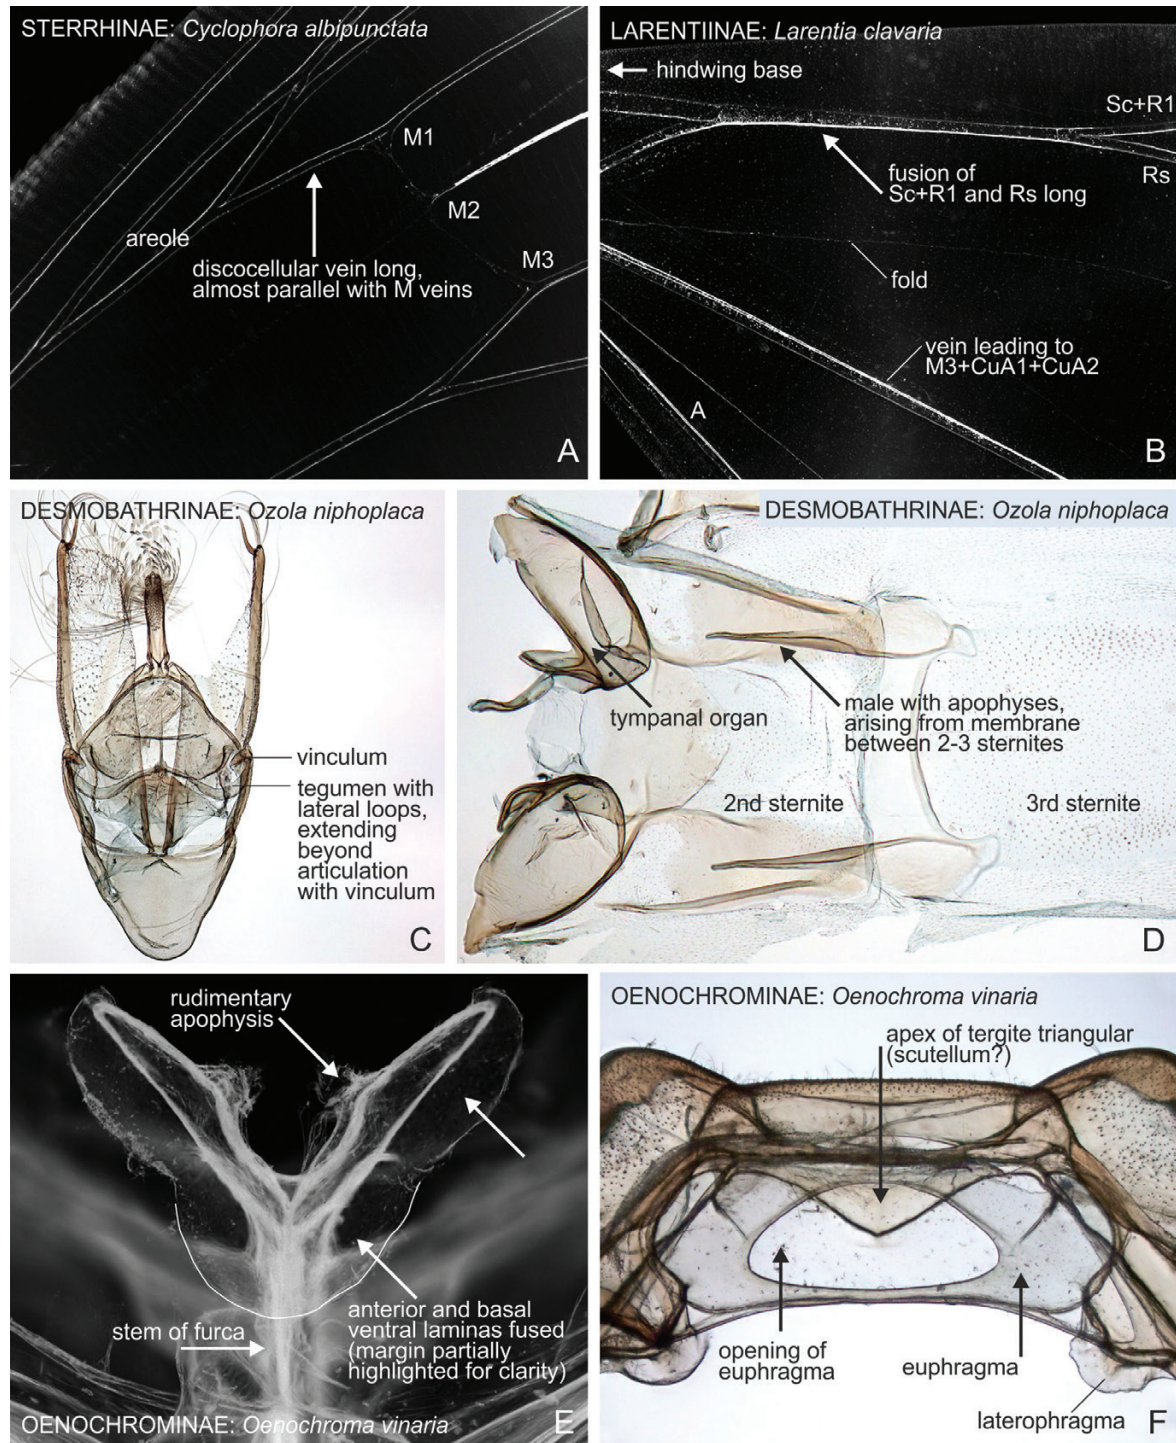 STERRHINAE: Cyclophora albipunctata
M1
M2
areole
M3
discocellular vein long,
almost parallel with M veins
A
LARENTIINAE: Larentia clavaria
hindwing base
Sc+R1
fusion of
Sc+R1 and Rs long
Rs
fold
vein leading to
M3+CuA1+CuA2
A
B
DESMOBATHRINAE: Ozola niphoplaca
vinculum
tegumen with
lateral loops,
extending
beyond
articulation
with vinculum
C
DESMOBATHRINAE: Ozola niphoplaca
tympanal organ
male with apophyses,
arising from membrane
between 2-3 sternites
2nd sternite
3rd sternite
D
rudimentary
apophysis
stem of furca
anterior and basal
ventral laminas fused
(margin partially
highlighted for clarity)
OENOCHROMINAE: Oenochroma vinaria
E
OENOCHROMINAE: Oenochroma vinaria
apex of tergite triangular
(scutellum?)
opening of
euphragma
euphragma
laterophragma
F